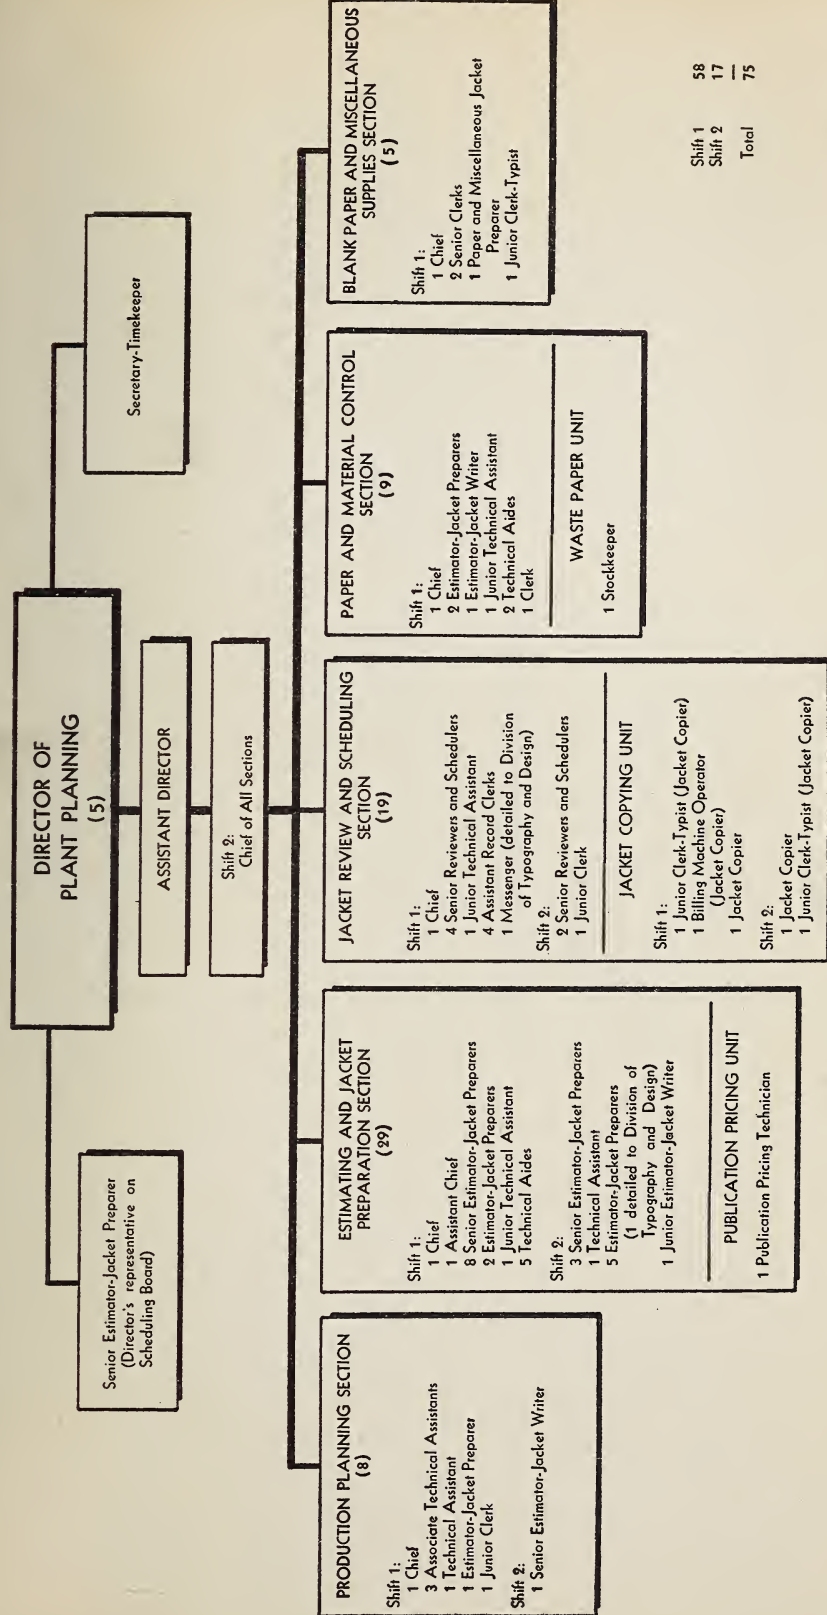 DIRECTOR OF
PLANT PLANNING
(5)
Senior Estimator-Jacket Preparer
(Director's representative on
Scheduling Board)
Secretary-Timekeeper
ASSISTANT DIRECTOR
Shift 2:
Chief of All Sections
PRODUCTION PLANNING SECTION
(8)
Shift 1:
1 Chief
3 Associate Technical Assistants
1 Technical Assistant
1 Estimator-Jacket Preparer
1 Junior Clerk
Shift 2:
1 Senior Estimator-Jacket Writer
ESTIMATING AND JACKET
PREPARATION SECTION
(29)
Shift 1:
1 Chief
1 Assistant Chief
8 Senior Estimator-Jacket Preparers
2 Estimator-Jacket Preparers
1 Junior Technical Assistant
5 Technical Aides
Shift 2:
3 Senior Estimator-Jacket Preparers
1 Technical Assistant
5 Estimator-Jacket Preparers
(1 detailed to Division of
Typography and Design)
1 Junior Estimator-Jacket Writer
PUBLICATION PRICING UNIT
1 Publication Pricing Technician
JACKET REVIEW AND SCHEDULING
SECTION
(19)
Shift 1:
1 Chief
4 Senior Reviewers and Schedulers
1 Junior Technical Assistant
4 Assistant Record Clerks
1 Messenger (detailed to Division
of Typography and Design)
Shift 2:
2 Senior Reviewers and Schedulers
1 Junior Clerk
JACKET COPYING UNIT
Shift 1:
1 Junior Clerk-Typist (Jacket Copier)
1 Billing Machine Operator
(Jacket Copier)
1 Jacket Copier
Shift 2:
1 Jacket Copier
1 Junior Clerk-Typist (Jacket Copier)
PAPER AND MATERIAL CONTROL
SECTION
(9)
Shift 1:
1 Chief
2 Estimator-Jacket Preparers
1 Estimator-Jacket Writer
1 Junior Technical Assistant
2 Technical Aides
1 Clerk
WASTE PAPER UNIT
1 Stockkeeper
BLANK PAPER AND MISCELLANEOUS
SUPPLIES SECTION
(5)
Shift 1:
1 Chief
2 Senior Clerks
1 Paper and Miscellaneous Jacket
Preparer
1 Junior Clerk-Typist
Shift 1 58
Shift 2 17
Total 75